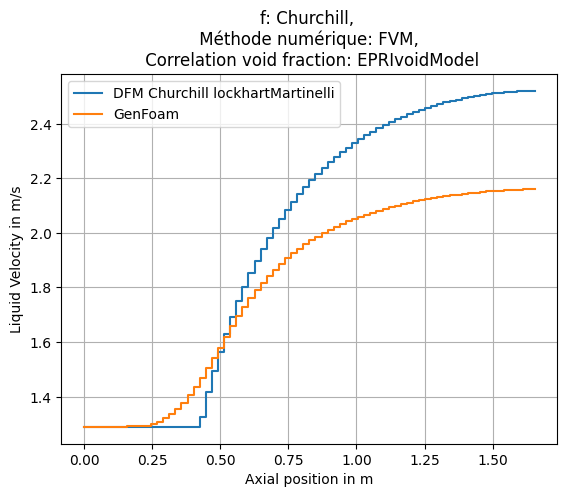 f: Churchill,
Méthode numérique: FVM,
Correlation void fraction: EPRIvoidModel
DFM Churchill lockhartMartinelli
GenFoam
Liquid Velocity in m/s
2.4
2.2
2.0
1.8
1.6
1.4
0.00 0.25 0.50 0.75 1.00 1.25 1.50
Axial position in m